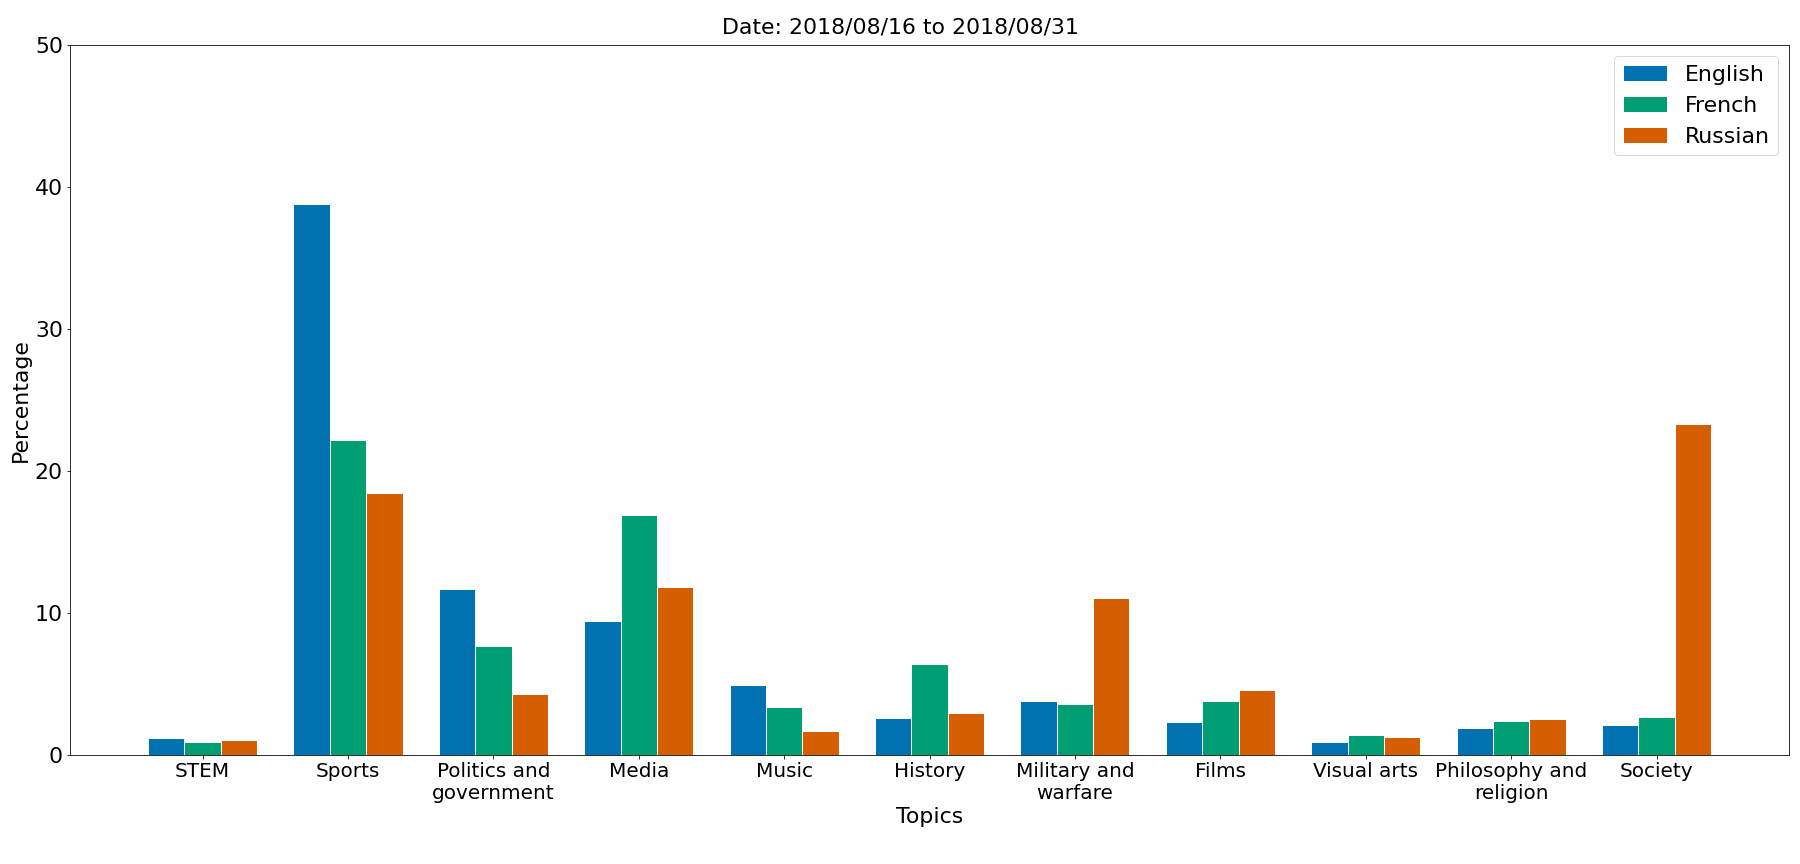 Date: 2018/08/16 to 2018/08/31
50
40
30
20
10
0
Percentage
English
French
Russian
STEM
Sports
Politics and
government
Media
Music
History
Military and
warfare
Films
Visual arts
Philosophy and
religion
Society
Topics